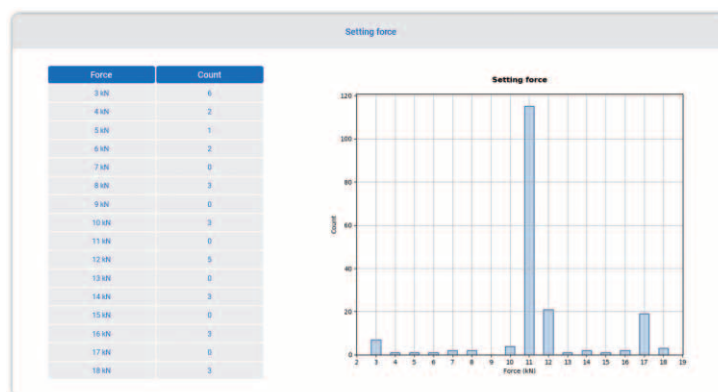 Setting force
Force Count
3 kN 6
4 kN 2
5 kN 1
6 kN 2
7 kN 0
8 kN 3
9 kN 0
10 kN 3
11 kN 0
12 kN 5
13 kN 0
14 kN 3
15 kN 0
16 kN 3
17 kN 0
18 kN 3
Setting force
120
100
80
60
40
20
0
Count
2 3 4 5 6 7 8 9 10 11 12 13 14 15 16 17 18 19
Force (kN)